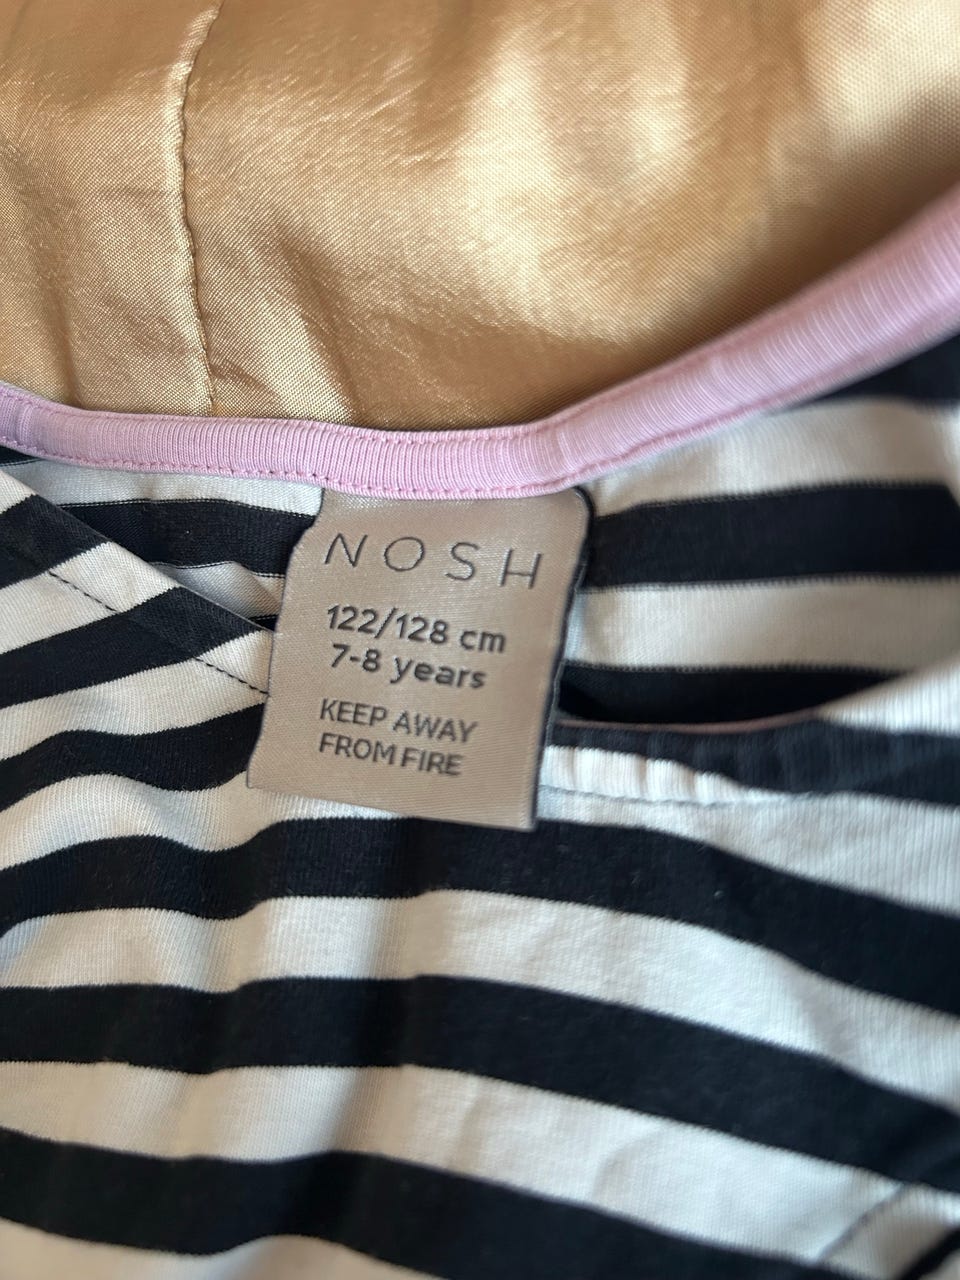 NOSH
122/128 cm
7-8 years
KEEP AWAY
FROM FIRE